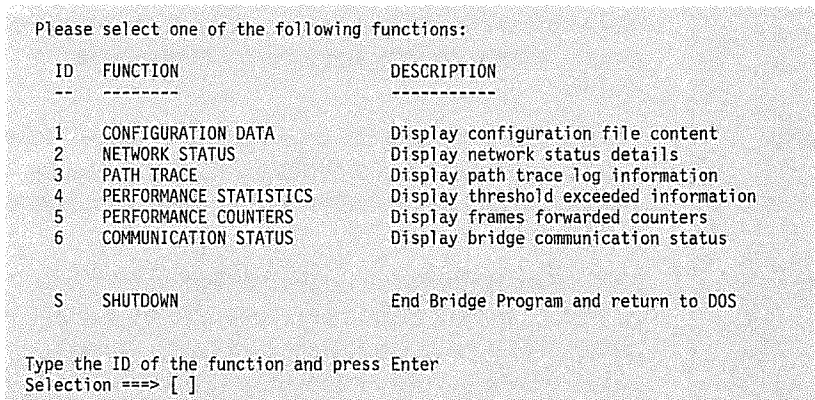 Please select one of the following functions:
ID FUNCTION DESCRIPTION
-- -------- -----------
1 CONFIGURATION DATA Display configuration file content
2 NETWORK STATUS Display network status details
3 PATH TRACE Display path trace log information
4 PERFORMANCE STATISTICS Display threshold exceeded information
5 PERFORMANCE COUNTERS Display frames forwarded counters
6 COMMUNICATION STATUS Display bridge communication status
S SHUTDOWN End Bridge Program and return to DOS
Type the ID of the function and press Enter
Selection ===> [ ]